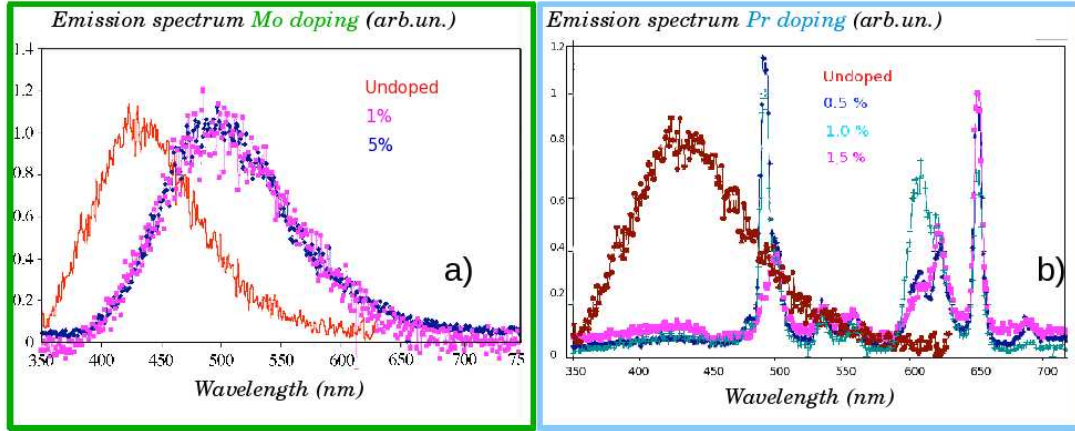 Emission spectrum Mo doping (arb.un.)
1.4
1.2
1.0
0.8
0.6
0.4
0.2
0
Undoped
1%
5%
a)
350 400 450 500 550 600 650 700 75
Wavelength (nm)
Emission spectrum Pr doping (arb.un.)
1.2
1
0.8
0.6
0.4
0.2
0
Undoped
0.5 %
1.0 %
1.5 %
b)
350 400 450 500 550 600 650 700
Wavelength (nm)